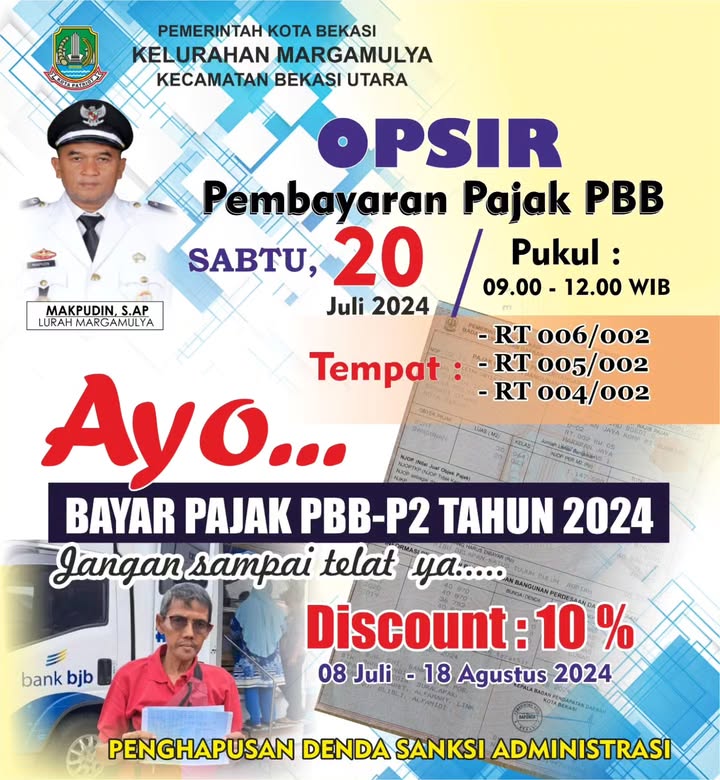 PEMERINTAH KOTA BEKASI
KELURAHAN MARGAMULYA
KECAMATAN BEKASI UTARA
OPSIR
Pembayaran Pajak PBB
SABTU, 20
Juli 2024
Pukul :
09.00 - 12.00 WIB
MAKPUDIN, S.AP
LURAH MARGAMULYA
Tempat :
- RT 006/002
- RT 005/002
- RT 004/002
Ayo...
BAYAR PAJAK PBB-P2 TAHUN 2024
Jangan sampai telat ya.....
Discount : 10 %
08 Juli - 18 Agustus 2024
bank bjb
PENGHAPUSAN DENDA SANKSI ADMINISTRASI